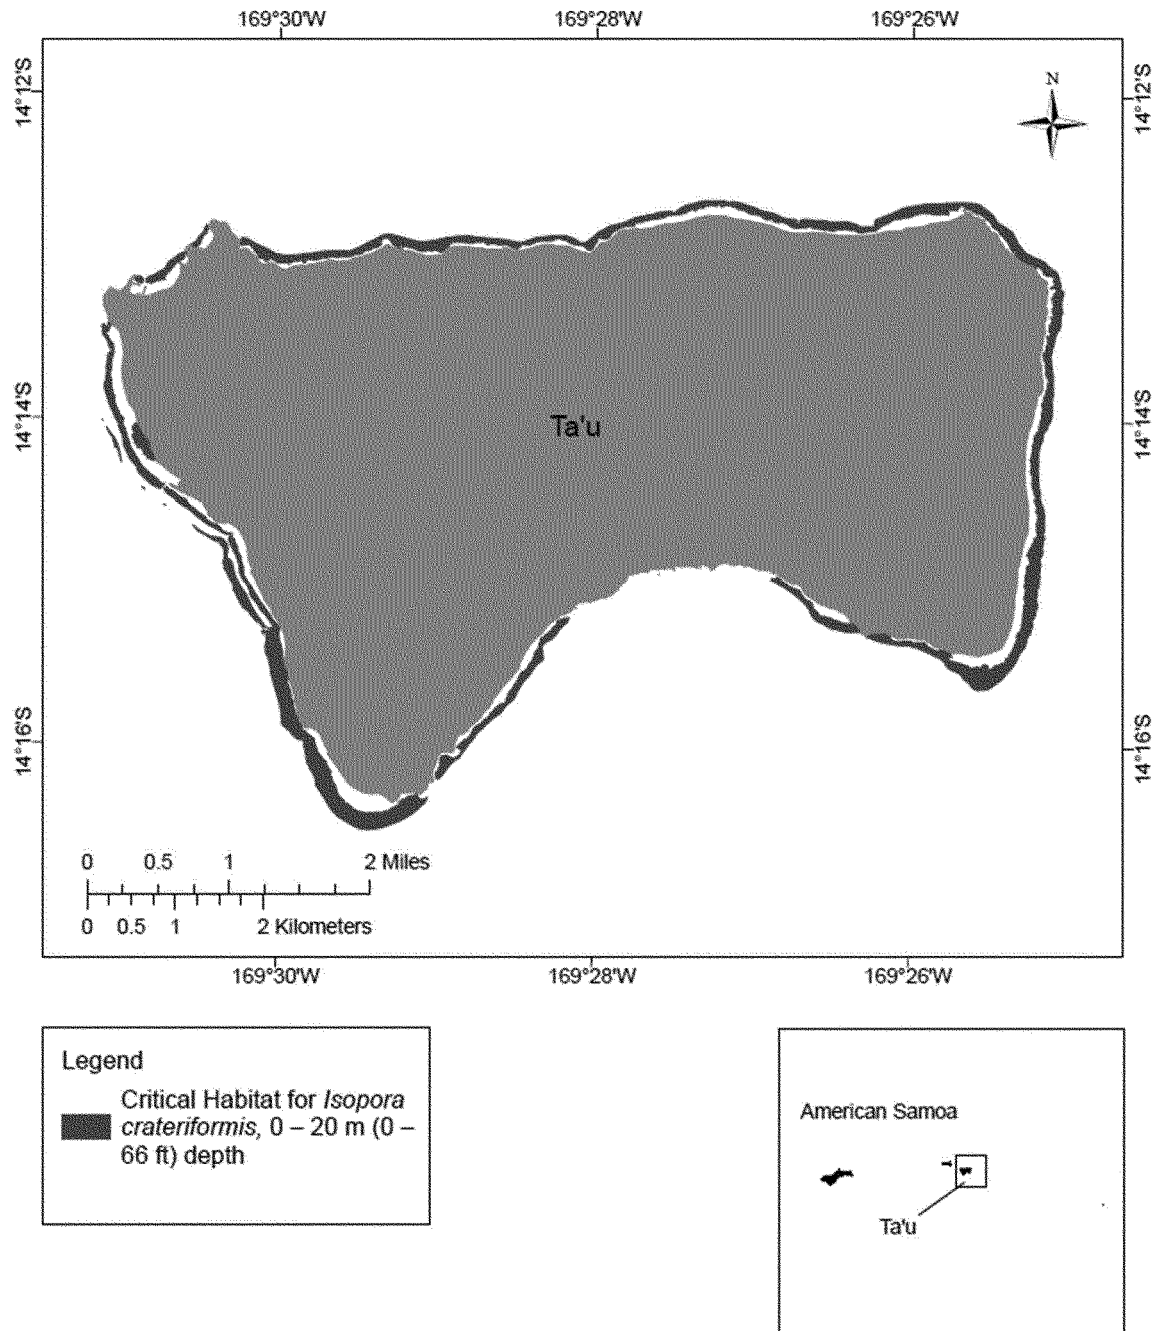 169°30'W 169°28'W 169°26'W
14°12'S
14°12'S
N
Ta'u
14°14'S
14°14'S
14°16'S
14°16'S
0 0.5 1 2 Miles
0 0.5 1 2 Kilometers
169°30'W 169°28'W 169°26'W
Legend
Critical Habitat for Isopora
crateriformis, 0 – 20 m (0 –
66 ft) depth
American Samoa
Ta'u